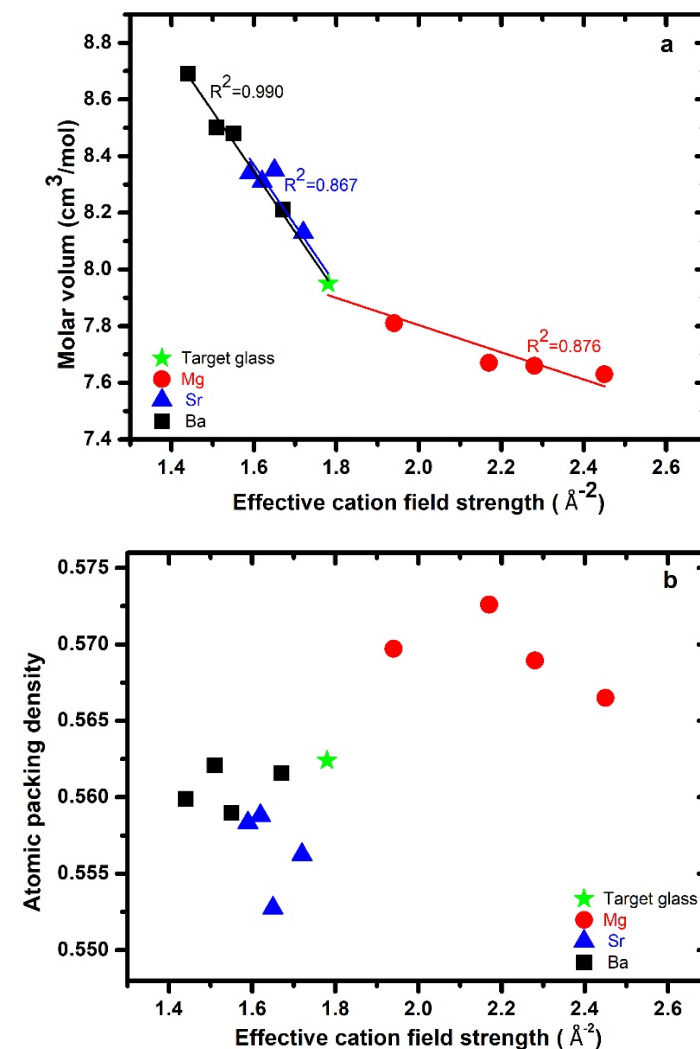 a
8.8
8.6
8.4
8.2
8.0
7.8
7.6
7.4
Molar volum (cm³/mol)
R²=0.990
R²=0.867
R²=0.876
Target glass
Mg
Sr
Ba
1.4 1.6 1.8 2.0 2.2 2.4 2.6
Effective cation field strength ( Å⁻²)
b
0.575
0.570
0.565
0.560
0.555
0.550
Atomic packing density
Target glass
Mg
Sr
Ba
1.4 1.6 1.8 2.0 2.2 2.4 2.6
Effective cation field strength ( Å⁻²)